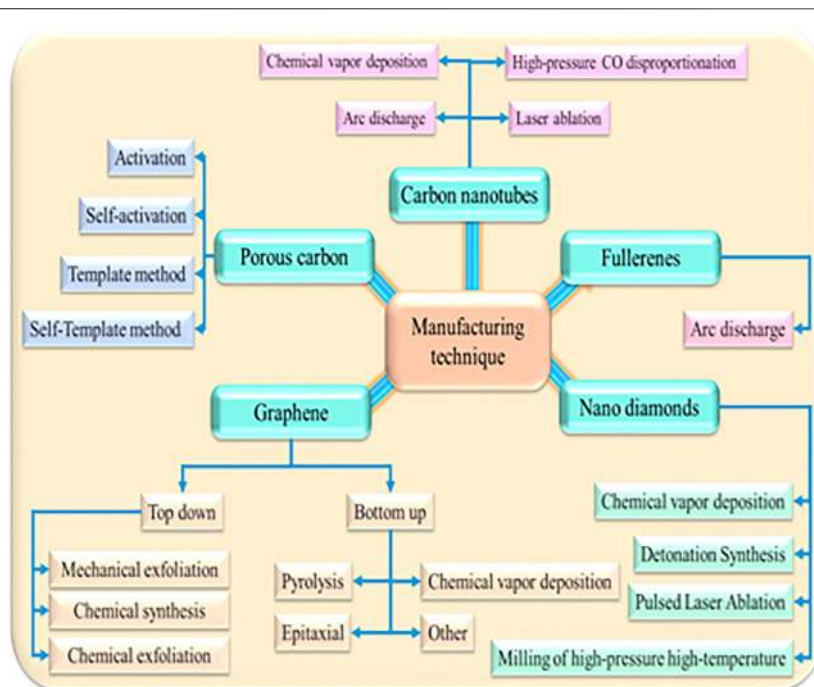 Chemical vapor deposition
High-pressure CO disproportionation
Arc discharge
Laser ablation
Carbon nanotubes
Activation
Self-activation
Template method
Self-Template method
Porous carbon
Fullerenes
Arc discharge
Manufacturing
technique
Graphene
Nano diamonds
Top down
Bottom up
Mechanical exfoliation
Chemical synthesis
Chemical exfoliation
Pyrolysis
Chemical vapor deposition
Epitaxial
Other
Chemical vapor deposition
Detonation Synthesis
Pulsed Laser Ablation
Milling of high-pressure high-temperature